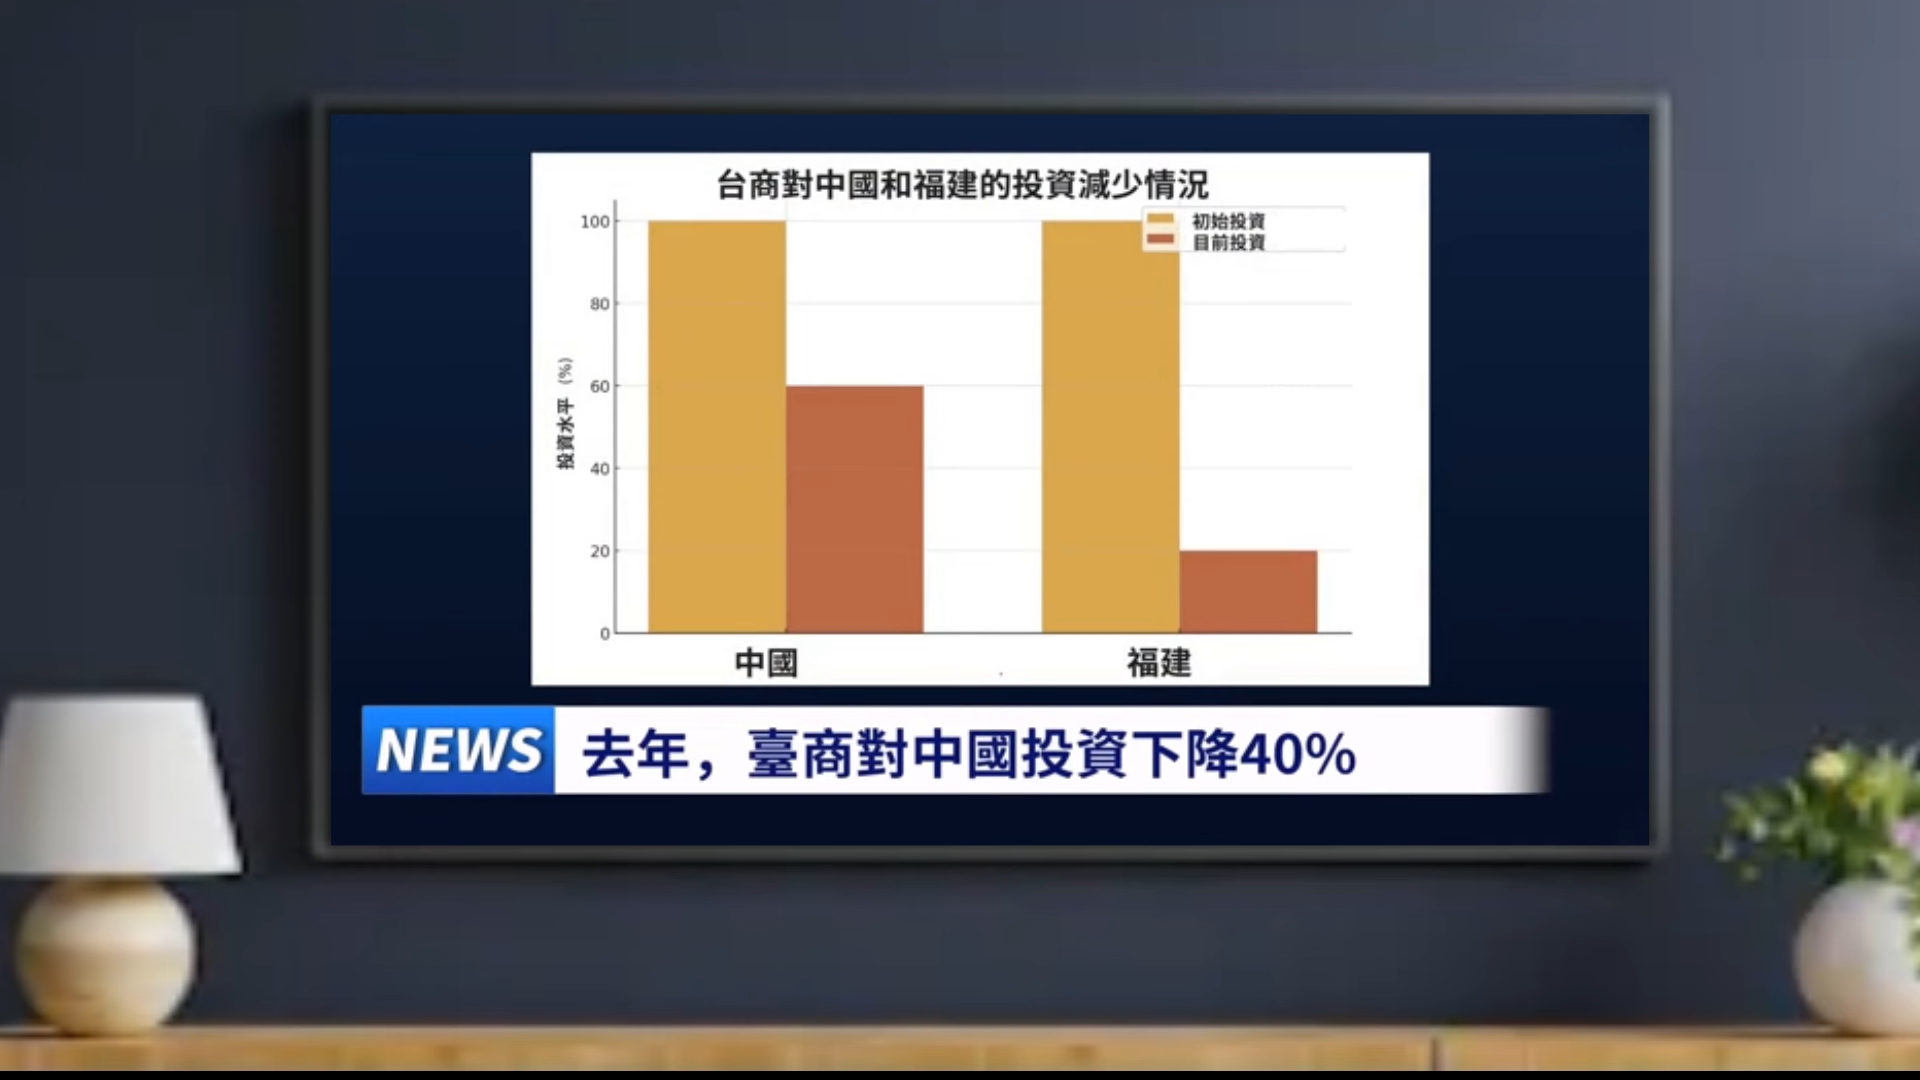 台商對中國和福建的投資減少情況
初始投資
目前投資
投資水平 (%)
100
80
60
40
20
0
中國
福建
NEWS
去年，臺商對中國投資下降40%